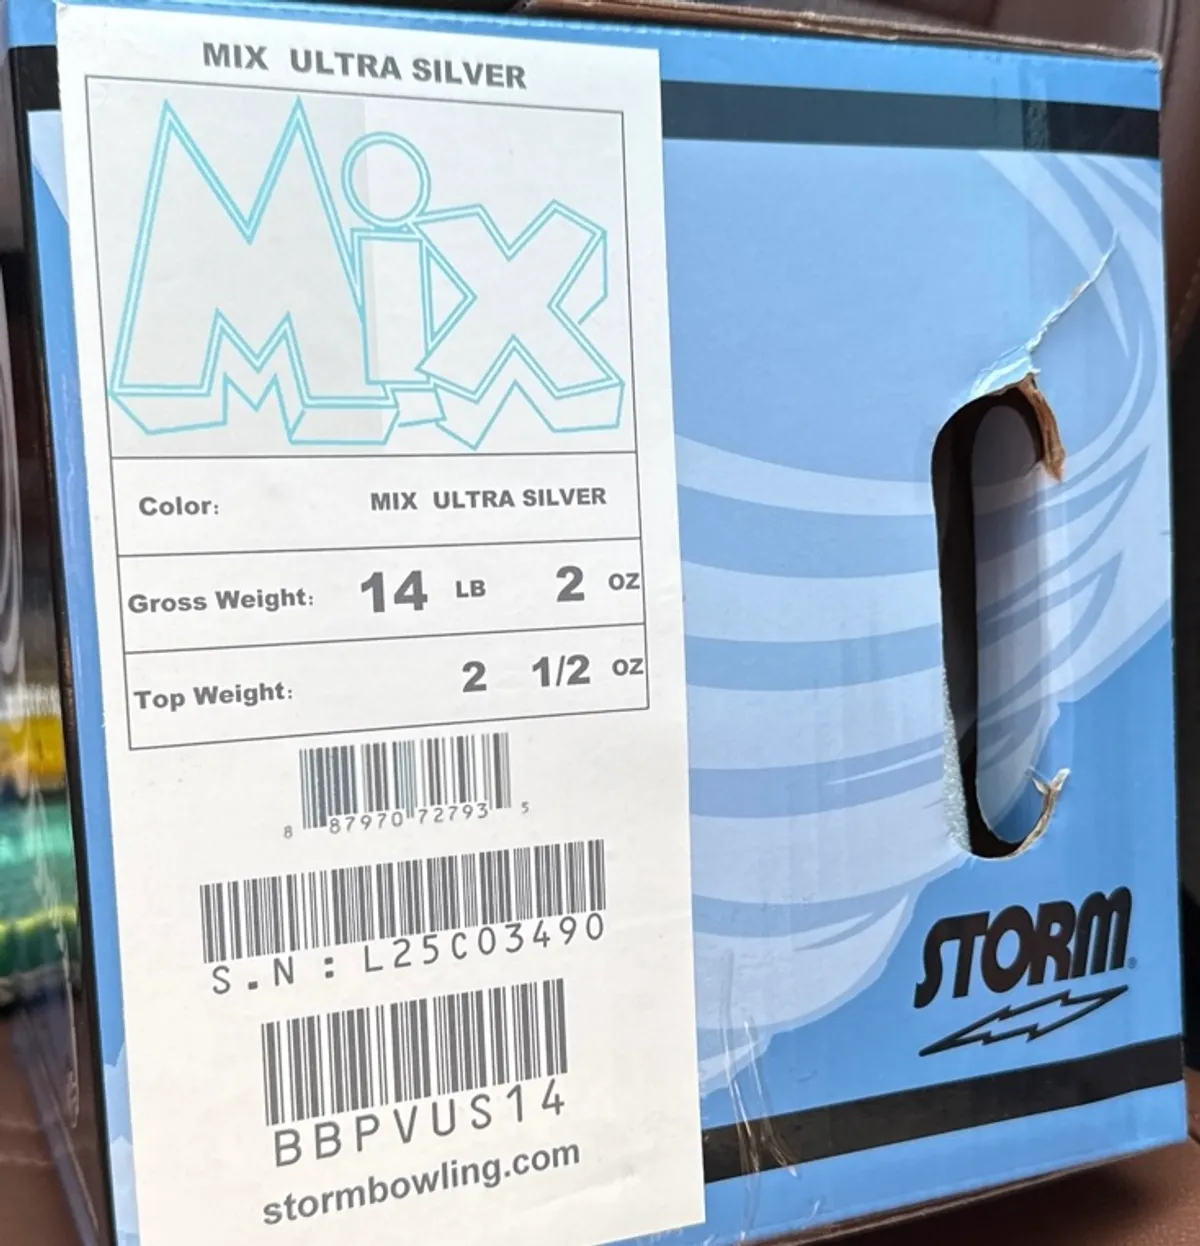 MIX ULTRA SILVER
Mix
Color: MIX ULTRA SILVER
Gross Weight: 14 LB 2 OZ
Top Weight: 2 1/2 OZ
8 87970 72793 5
S.N : L25C03490
BBPVUS14
stormbowling.com
STORM®